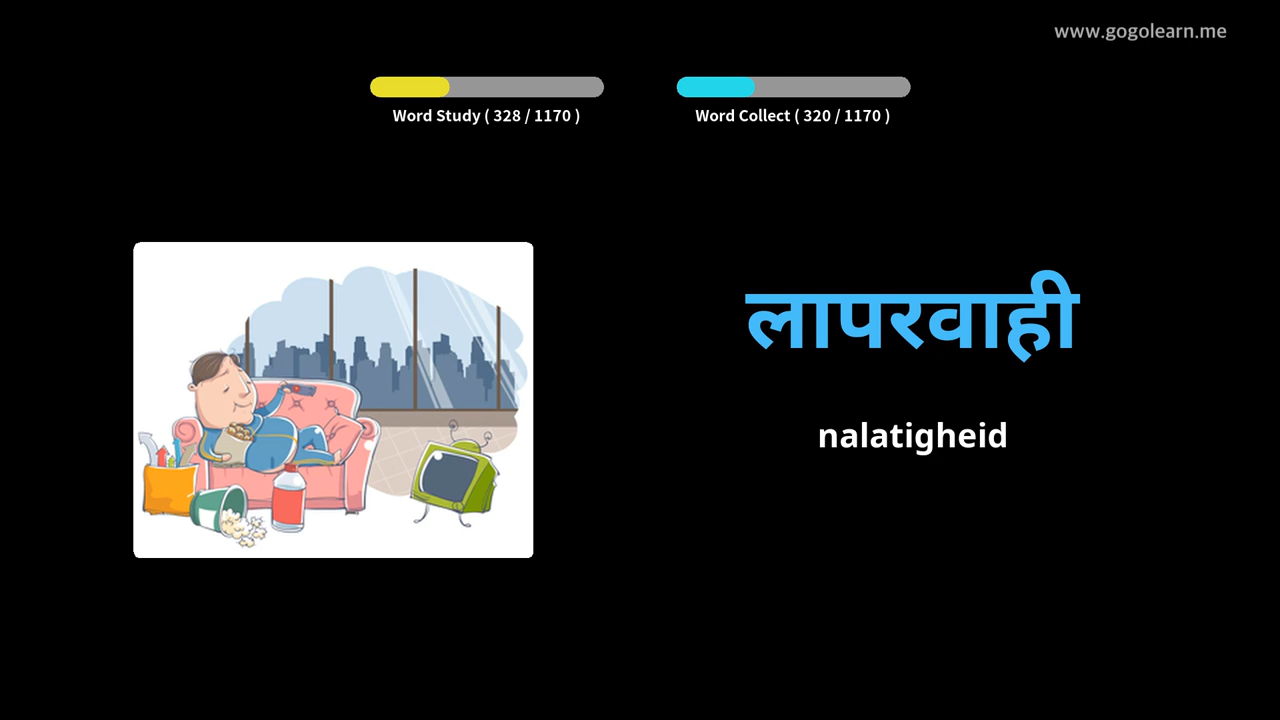 www.gogolearn.me
Word Study ( 328 / 1170 )
Word Collect ( 320 / 1170 )
लापरवाही
nalatigheid